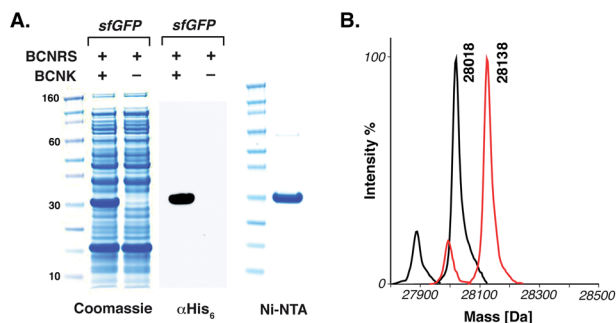 A.
sfGFP sfGFP
BCNRS + + + +
BCNK + − + −
160
60
30
10
Coomassie αHis6 Ni-NTA
B.
28018
28138
100
Intensity %
0
27900 28100 28300 28500
Mass [Da]